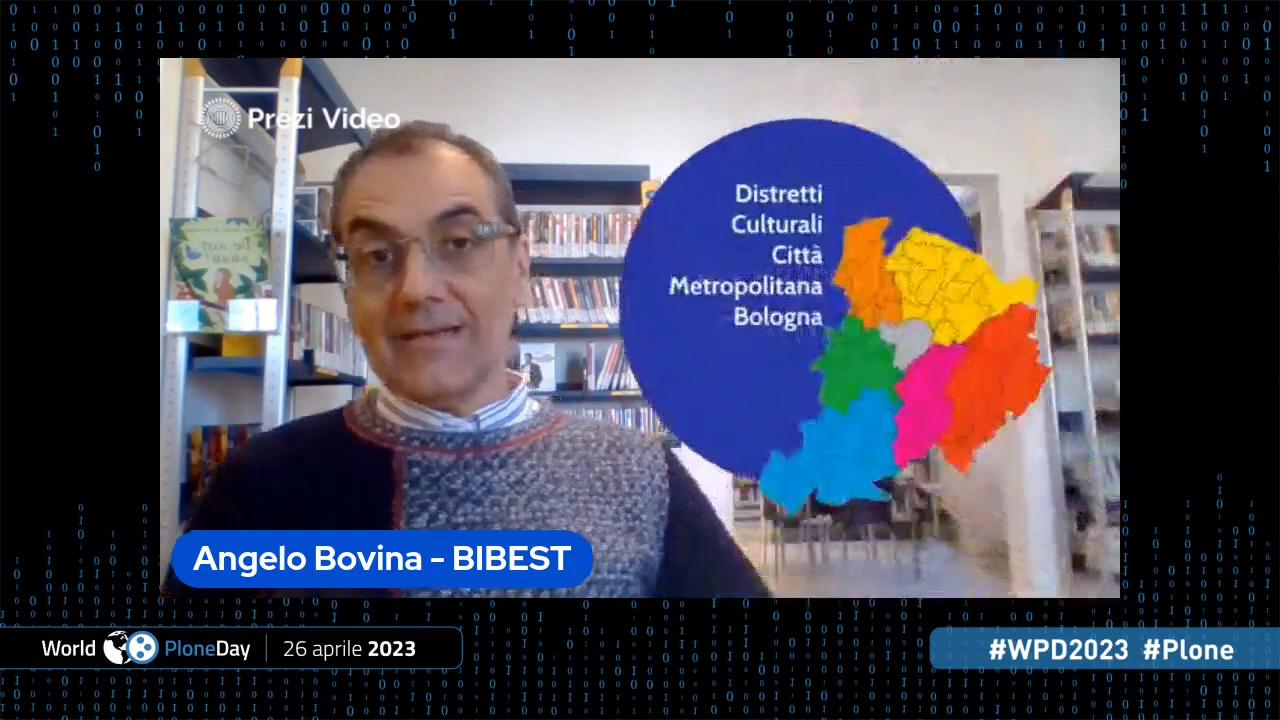 Prezi Video
Distretti
Culturali
Città
Metropolitana
Bologna
Angelo Bovina - BIBEST
World PloneDay | 26 aprile 2023
#WPD2023 #Plone